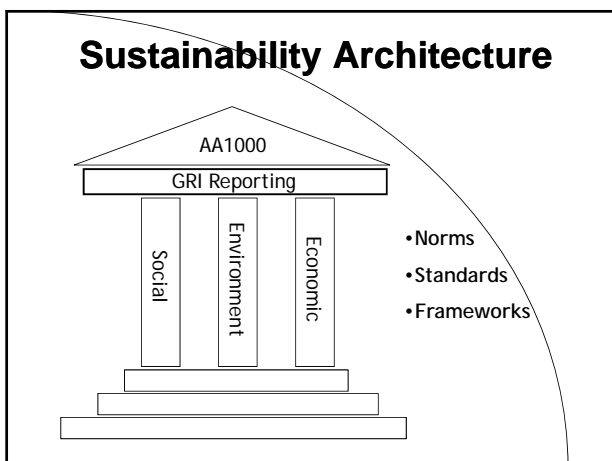 Sustainability Architecture
AA1000
GRI Reporting
Social
Environment
Economic
•Norms
•Standards
•Frameworks